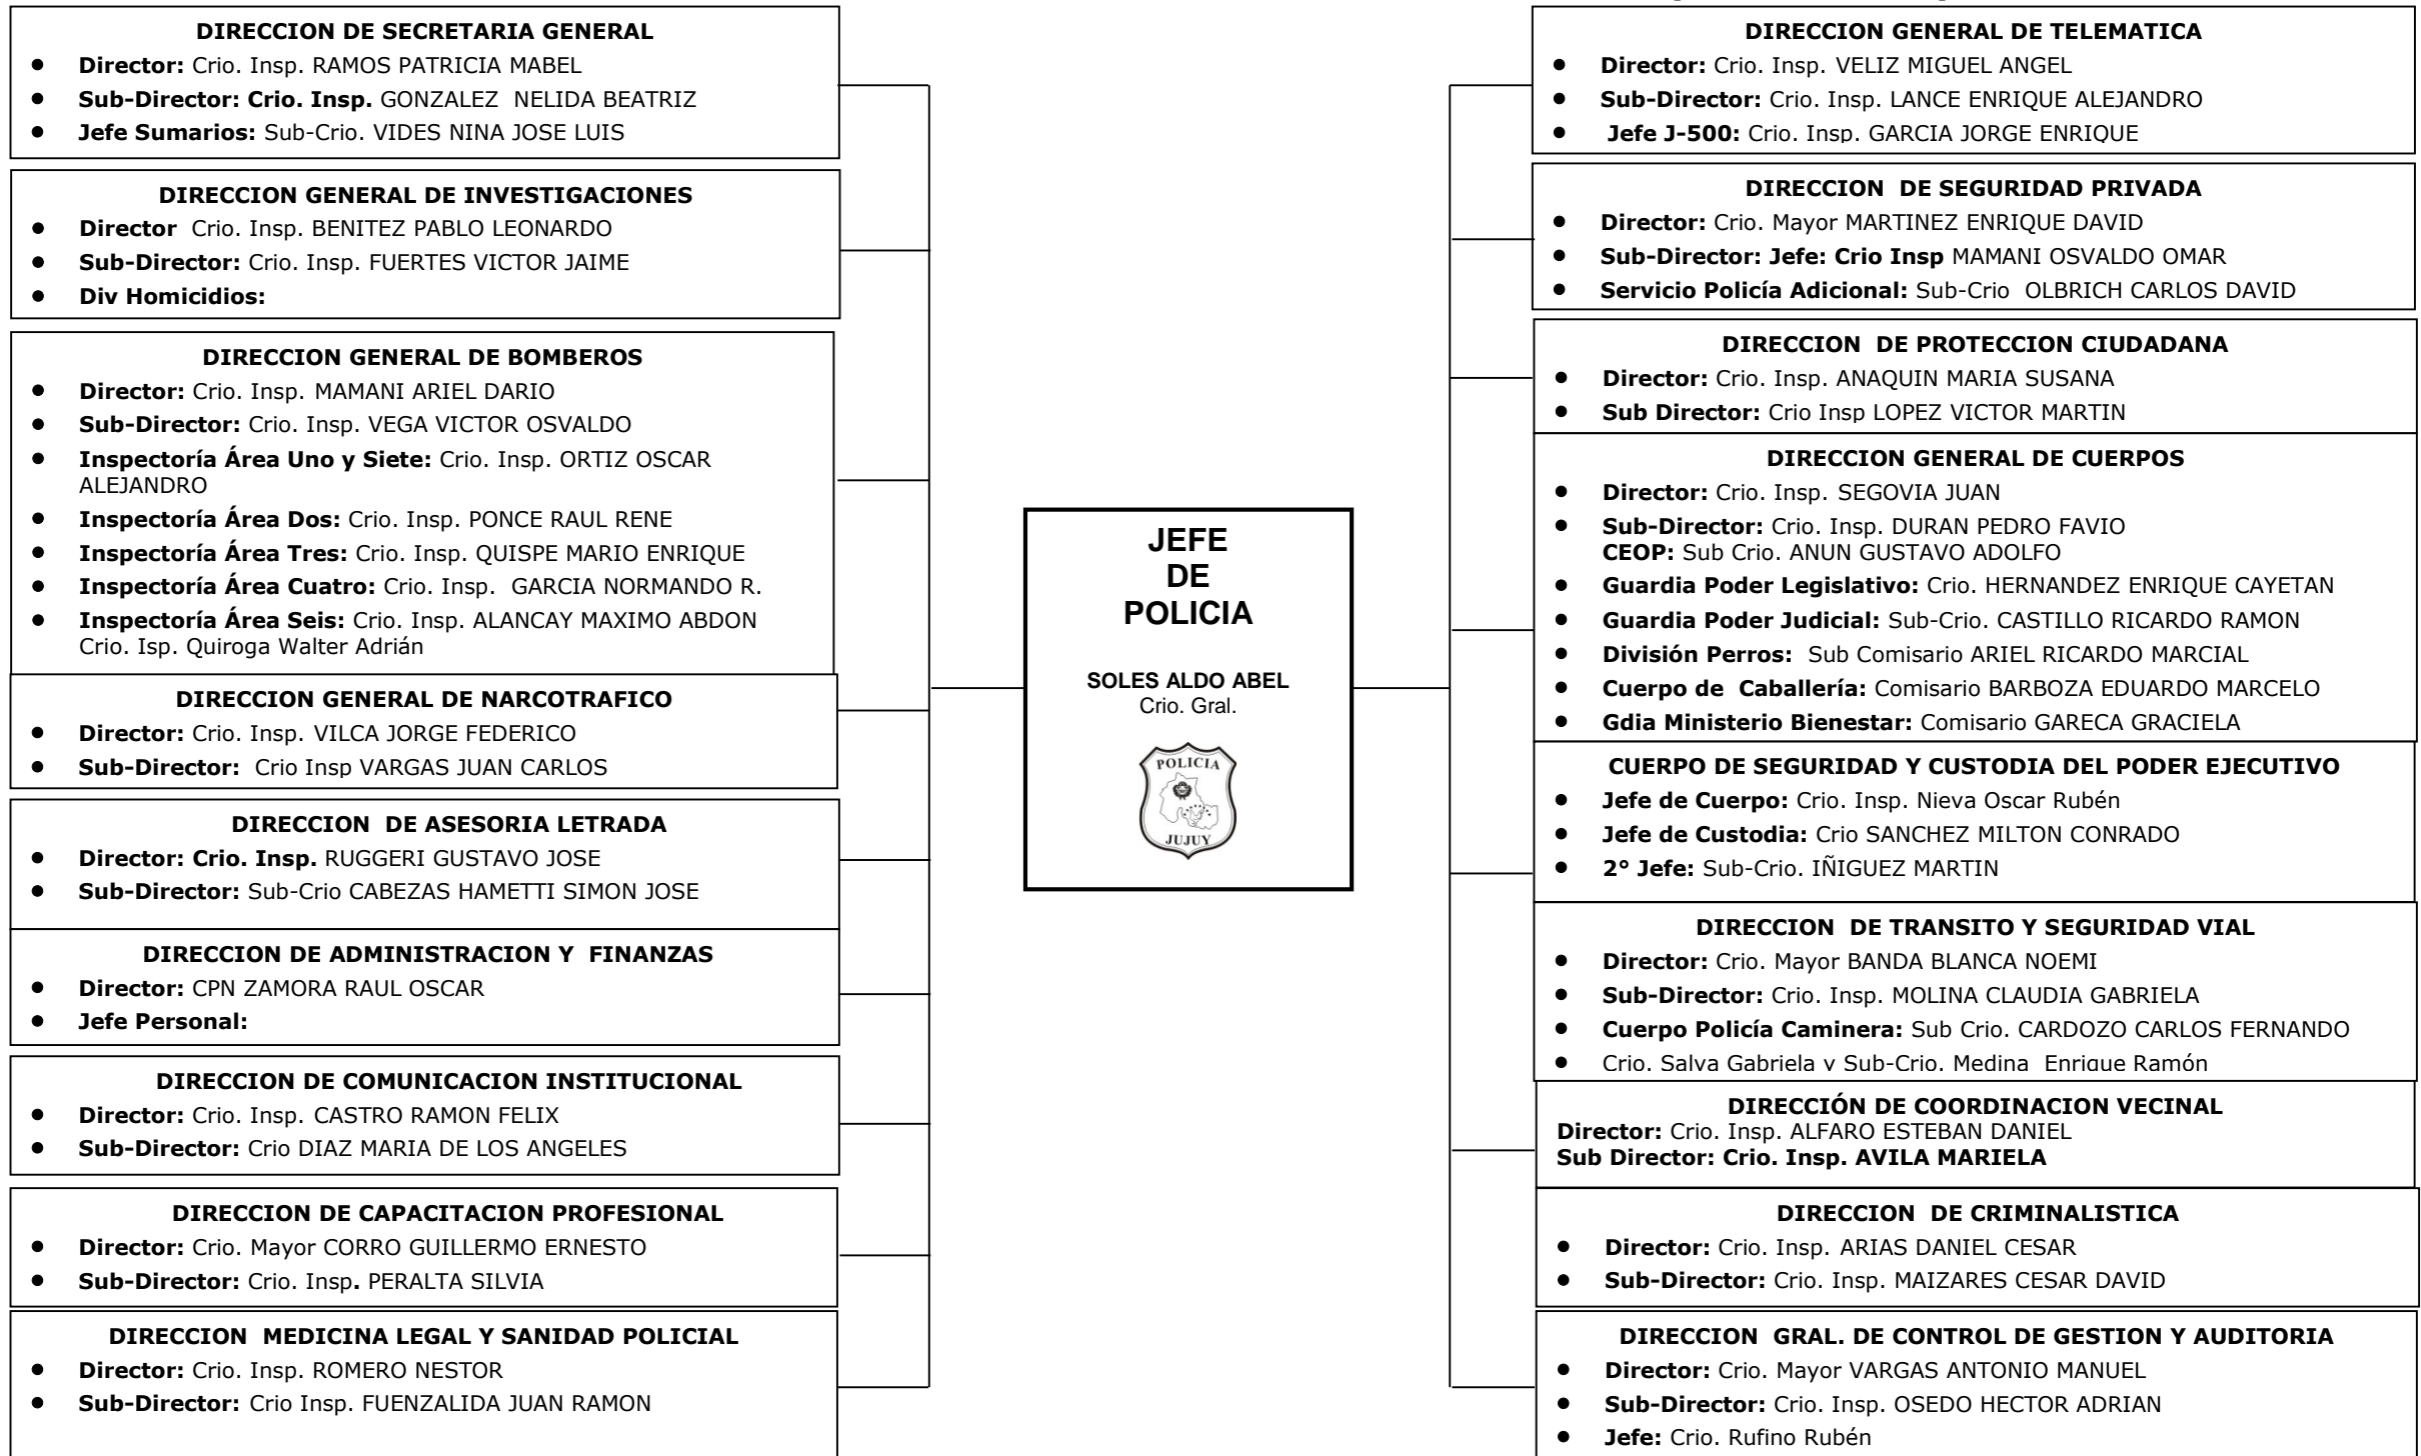 DIRECCION DE SECRETARIA GENERAL
● Director: Crio. Insp. RAMOS PATRICIA MABEL
● Sub-Director: Crio. Insp. GONZALEZ NELIDA BEATRIZ
● Jefe Sumarios: Sub-Crio. VIDES NINA JOSE LUIS
DIRECCION GENERAL DE INVESTIGACIONES
● Director Crio. Insp. BENITEZ PABLO LEONARDO
● Sub-Director: Crio. Insp. FUERTES VICTOR JAIME
● Div Homicidios:
DIRECCION GENERAL DE BOMBEROS
● Director: Crio. Insp. MAMANI ARIEL DARIO
● Sub-Director: Crio. Insp. VEGA VICTOR OSVALDO
● Inspectoría Área Uno y Siete: Crio. Insp. ORTIZ OSCAR
ALEJANDRO
● Inspectoría Área Dos: Crio. Insp. PONCE RAUL RENE
● Inspectoría Área Tres: Crio. Insp. QUISPE MARIO ENRIQUE
● Inspectoría Área Cuatro: Crio. Insp. GARCIA NORMANDO R.
● Inspectoría Área Seis: Crio. Insp. ALANCAY MAXIMO ABDON
Crio. Isp. Quiroga Walter Adrián
DIRECCION GENERAL DE NARCOTRAFICO
● Director: Crio. Insp. VILCA JORGE FEDERICO
● Sub-Director: Crio Insp VARGAS JUAN CARLOS
DIRECCION DE ASESORIA LETRADA
● Director: Crio. Insp. RUGGERI GUSTAVO JOSE
● Sub-Director: Sub-Crio CABEZAS HAMETTI SIMON JOSE
DIRECCION DE ADMINISTRACION Y FINANZAS
● Director: CPN ZAMORA RAUL OSCAR
● Jefe Personal:
DIRECCION DE COMUNICACION INSTITUCIONAL
● Director: Crio. Insp. CASTRO RAMON FELIX
● Sub-Director: Crio DIAZ MARIA DE LOS ANGELES
DIRECCION DE CAPACITACION PROFESIONAL
● Director: Crio. Mayor CORRO GUILLERMO ERNESTO
● Sub-Director: Crio. Insp. PERALTA SILVIA
DIRECCION MEDICINA LEGAL Y SANIDAD POLICIAL
● Director: Crio. Insp. ROMERO NESTOR
● Sub-Director: Crio Insp. FUENZALIDA JUAN RAMON
JEFE
DE
POLICIA
SOLES ALDO ABEL
Crio. Gral.
POLICIA
JUJUY
DIRECCION GENERAL DE TELEMATICA
● Director: Crio. Insp. VELIZ MIGUEL ANGEL
● Sub-Director: Crio. Insp. LANCE ENRIQUE ALEJANDRO
● Jefe J-500: Crio. Insp. GARCIA JORGE ENRIQUE
DIRECCION DE SEGURIDAD PRIVADA
● Director: Crio. Mayor MARTINEZ ENRIQUE DAVID
● Sub-Director: Jefe: Crio Insp MAMANI OSVALDO OMAR
● Servicio Policía Adicional: Sub-Crio OLBRICH CARLOS DAVID
DIRECCION DE PROTECCION CIUDADANA
● Director: Crio. Insp. ANAQUIN MARIA SUSANA
● Sub Director: Crio Insp LOPEZ VICTOR MARTIN
DIRECCION GENERAL DE CUERPOS
● Director: Crio. Insp. SEGOVIA JUAN
● Sub-Director: Crio. Insp. DURAN PEDRO FAVIO
CEOP: Sub Crio. ANUN GUSTAVO ADOLFO
● Guardia Poder Legislativo: Crio. HERNANDEZ ENRIQUE CAYETAN
● Guardia Poder Judicial: Sub-Crio. CASTILLO RICARDO RAMON
● División Perros: Sub Comisario ARIEL RICARDO MARCIAL
● Cuerpo de Caballería: Comisario BARBOZA EDUARDO MARCELO
● Gdia Ministerio Bienestar: Comisario GARECA GRACIELA
CUERPO DE SEGURIDAD Y CUSTODIA DEL PODER EJECUTIVO
● Jefe de Cuerpo: Crio. Insp. Nieva Oscar Rubén
● Jefe de Custodia: Crio SANCHEZ MILTON CONRADO
● 2° Jefe: Sub-Crio. IÑIGUEZ MARTIN
DIRECCION DE TRANSITO Y SEGURIDAD VIAL
● Director: Crio. Mayor BANDA BLANCA NOEMI
● Sub-Director: Crio. Insp. MOLINA CLAUDIA GABRIELA
● Cuerpo Policía Caminera: Sub Crio. CARDOZO CARLOS FERNANDO
● Crio. Salva Gabriela y Sub-Crio. Medina Enrique Ramón
DIRECCIÓN DE COORDINACION VECINAL
Director: Crio. Insp. ALFARO ESTEBAN DANIEL
Sub Director: Crio. Insp. AVILA MARIELA
DIRECCION DE CRIMINALISTICA
● Director: Crio. Insp. ARIAS DANIEL CESAR
● Sub-Director: Crio. Insp. MAIZARES CESAR DAVID
DIRECCION GRAL. DE CONTROL DE GESTION Y AUDITORIA
● Director: Crio. Mayor VARGAS ANTONIO MANUEL
● Sub-Director: Crio. Insp. OSEDO HECTOR ADRIAN
● Jefe: Crio. Rufino Rubén